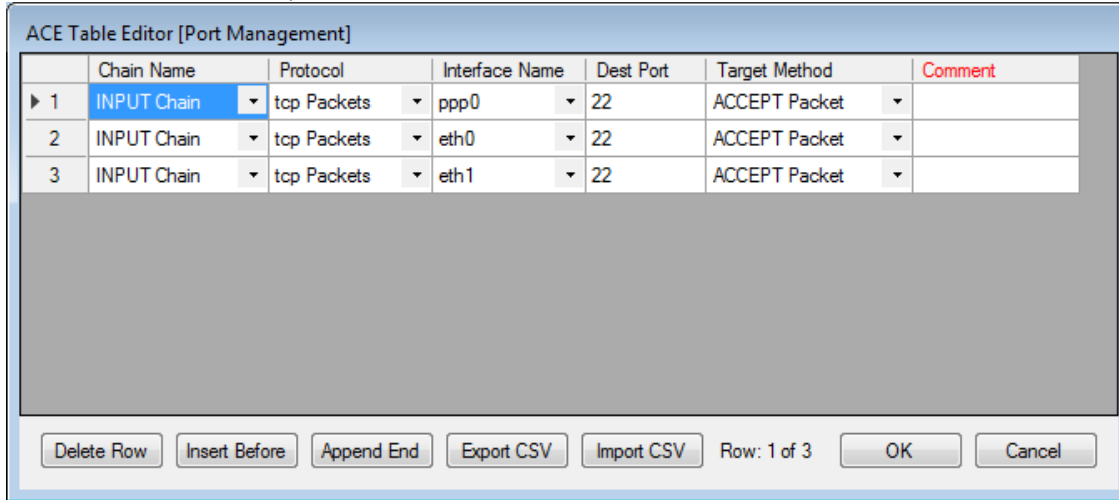 ACE Table Editor [Port Management]
Chain Name Protocol Interface Name Dest Port Target Method Comment
1 INPUT Chain tcp Packets ppp0 22 ACCEPT Packet
2 INPUT Chain tcp Packets eth0 22 ACCEPT Packet
3 INPUT Chain tcp Packets eth1 22 ACCEPT Packet
Delete Row Insert Before Append End Export CSV Import CSV Row: 1 of 3 OK Cancel